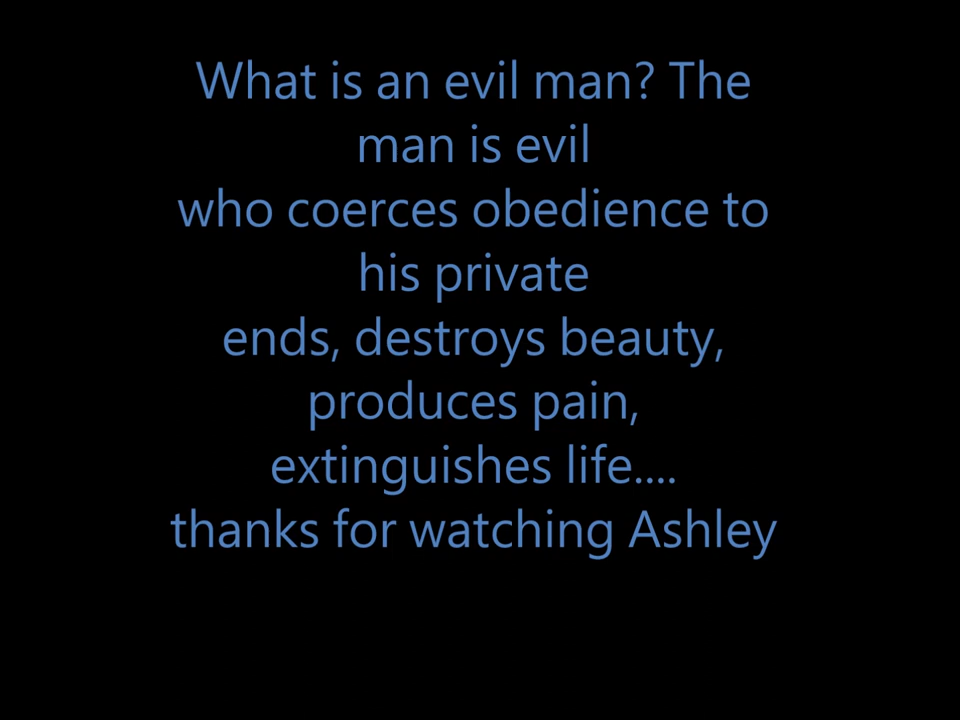 What is an evil man? The
man is evil
who coerces obedience to
his private
ends, destroys beauty,
produces pain,
extinguishes life....
thanks for watching Ashley